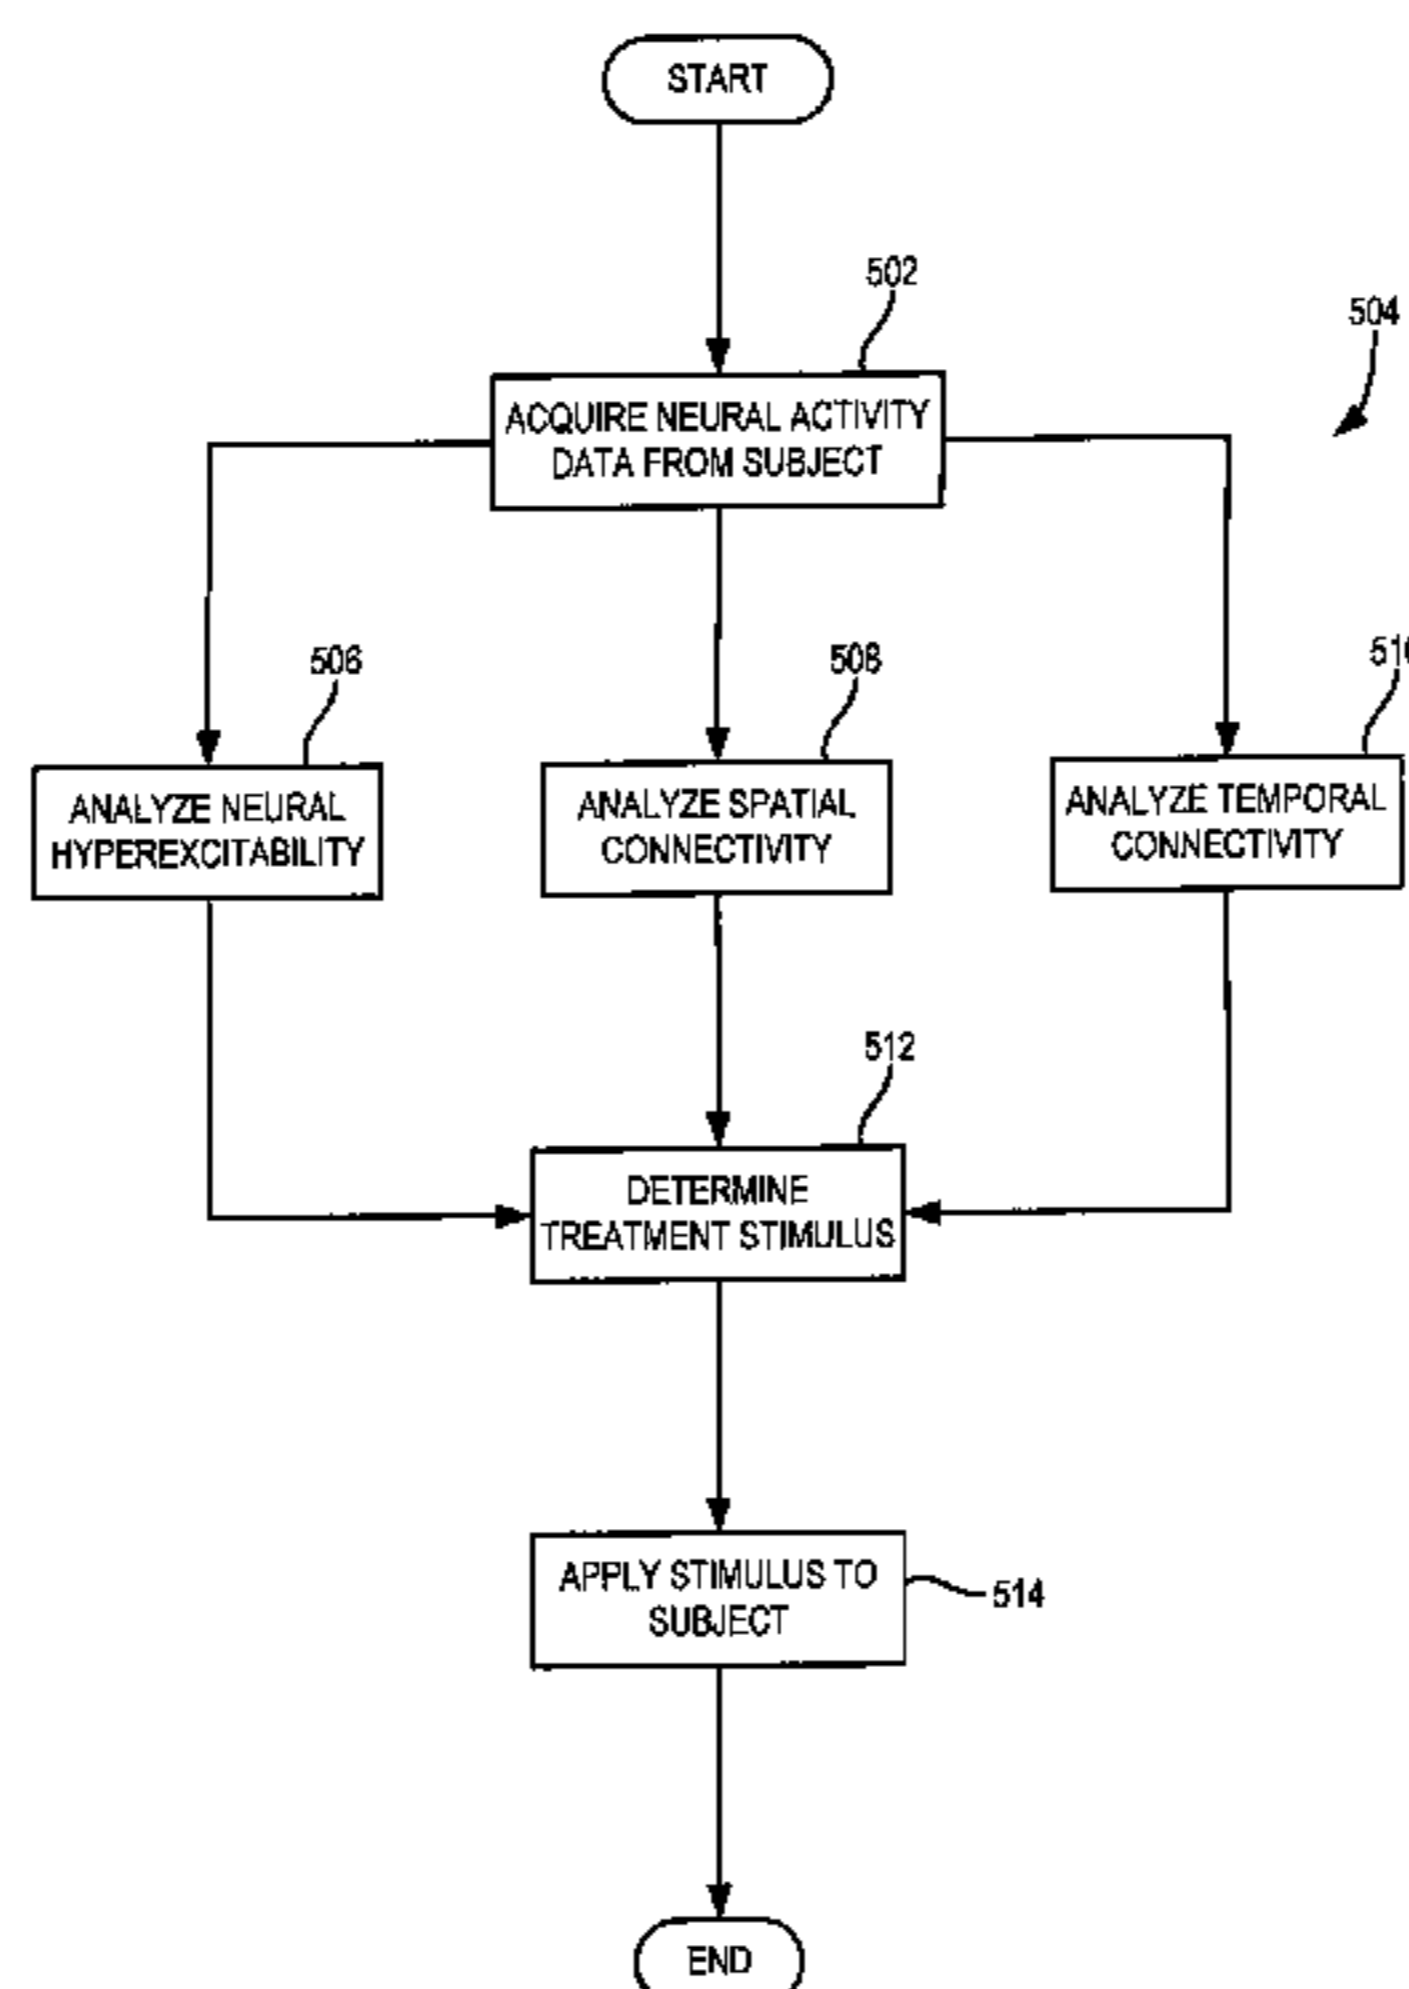 START
502
504
ACQUIRE NEURAL ACTIVITY
DATA FROM SUBJECT
506
508
510
ANALYZE NEURAL
HYPEREXCITABILITY
ANALYZE SPATIAL
CONNECTIVITY
ANALYZE TEMPORAL
CONNECTIVITY
512
DETERMINE
TREATMENT STIMULUS
APPLY STIMULUS TO
SUBJECT
514
END